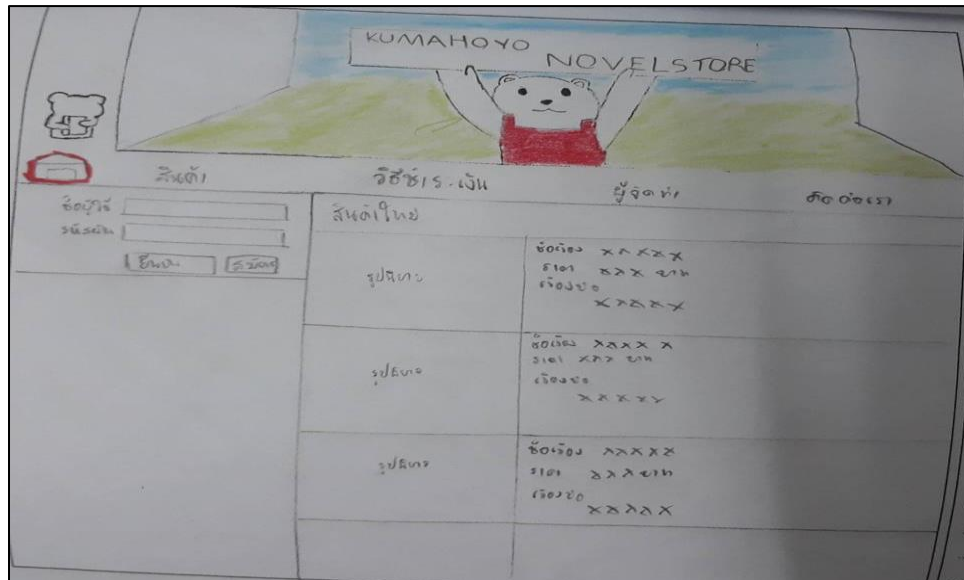 KUMAHOYO
NOVELSTORE
สินค้า วิธีชำระเงิน ผู้จัดทำ ติดต่อเรา
ชื่อผู้ใช้
รหัสผ่าน
ยืนยัน สมัคร
สินค้าใหม่
รูปนิยาย
ชื่อเรื่อง xxxxx
ราคา xxx บาท
เรื่องย่อ
xxxxx
รูปนิยาย
ชื่อเรื่อง xxxxx
ราคา xxx บาท
เรื่องย่อ
xxxxx
รูปนิยาย
ชื่อเรื่อง xxxxx
ราคา xxx บาท
เรื่องย่อ
xxxxx